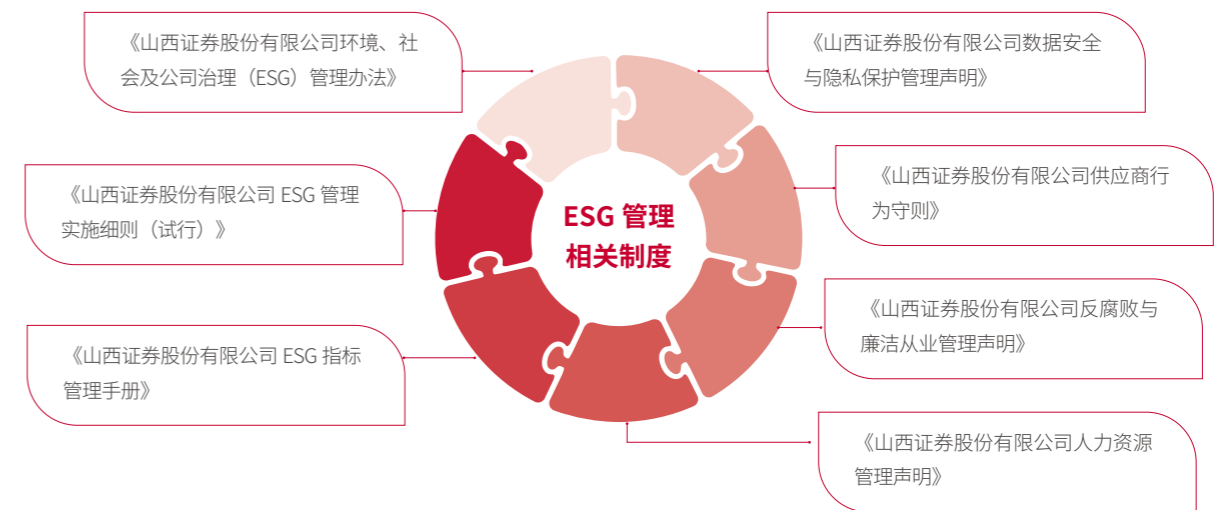 《山西证券股份有限公司环境、社
会及公司治理（ESG）管理办法》
《山西证券股份有限公司 ESG 管理
实施细则（试行）》
《山西证券股份有限公司 ESG 指标
管理手册》
ESG 管理
相关制度
《山西证券股份有限公司数据安全
与隐私保护管理声明》
《山西证券股份有限公司供应商行
为守则》
《山西证券股份有限公司反腐败与
廉洁从业管理声明》
《山西证券股份有限公司人力资源
管理声明》